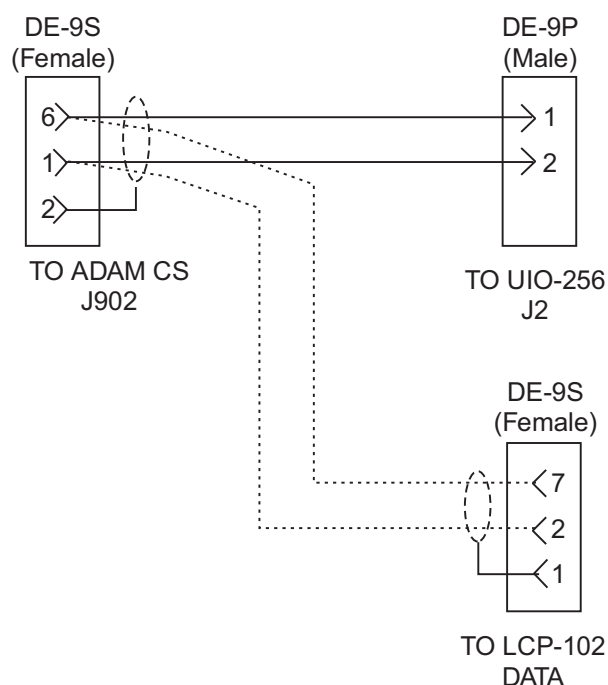 DE-9S
(Female)
6
1
2
TO ADAM CS
J902
DE-9P
(Male)
1
2
TO UIO-256
J2
DE-9S
(Female)
7
2
1
TO LCP-102
DATA